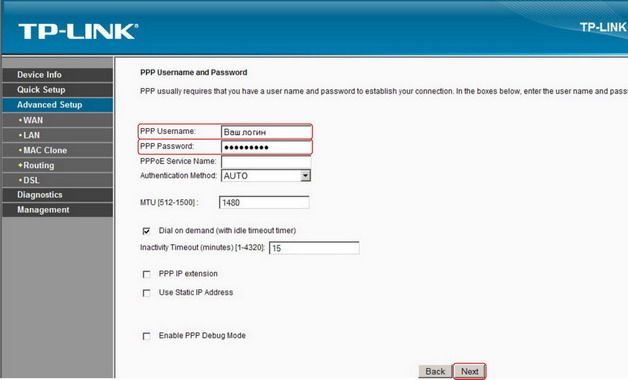 TP-LINK®
TP-LINK
Device Info
Quick Setup
Advanced Setup
•WAN
•LAN
•MAC Clone
+Routing
•DSL
Diagnostics
Management
PPP Username and Password
PPP usually requires that you have a user name and password to establish your connection. In the boxes below, enter the user name and pass
PPP Username: Ваш логин
PPP Password: •••••••••
PPPoE Service Name:
Authentication Method: AUTO
MTU [512-1500] : 1480
Dial on demand (with idle timeout timer)
Inactivity Timeout (minutes) [1-4320]: 15
PPP IP extension
Use Static IP Address
Enable PPP Debug Mode
Back Next